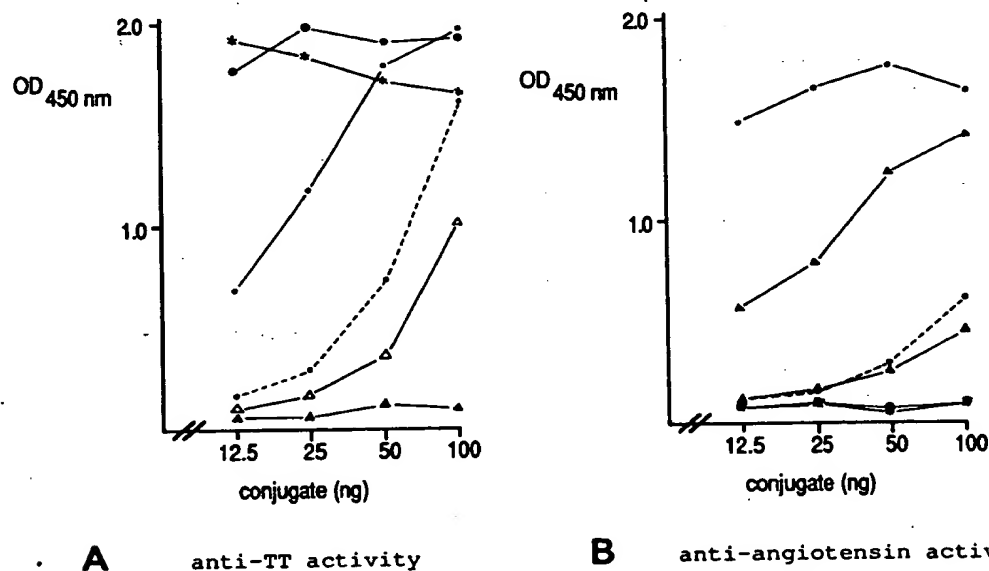 2.0
OD 450 nm
1.0
12.5 25 50 100
conjugate (ng)
A anti-TT activity
2.0
OD 450 nm
1.0
12.5 25 50 100
conjugate (ng)
B anti-angiotensin activ